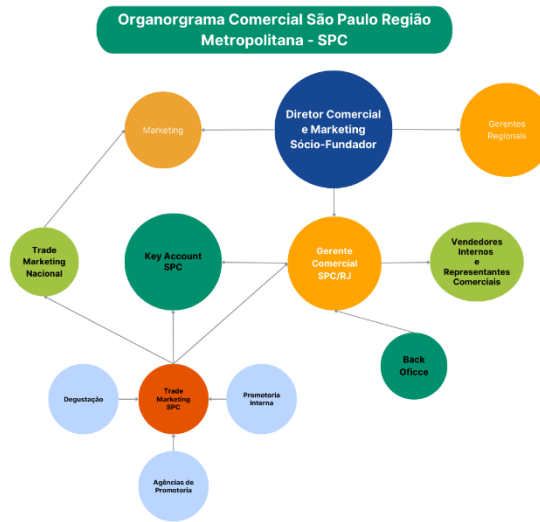 Organorgrama Comercial São Paulo Região
Metropolitana - SPC
Diretor Comercial
e Marketing
Sócio-Fundador
Marketing
Gerentes
Regionais
Trade
Marketing
Nacional
Key Account
SPC
Gerente
Comercial
SPC/RJ
Vendedores
Internos
e
Representantes
Comerciais
Back
Oficce
Degustação
Trade
Marketing
SPC
Promotoria
Interna
Agências de
Promotoria